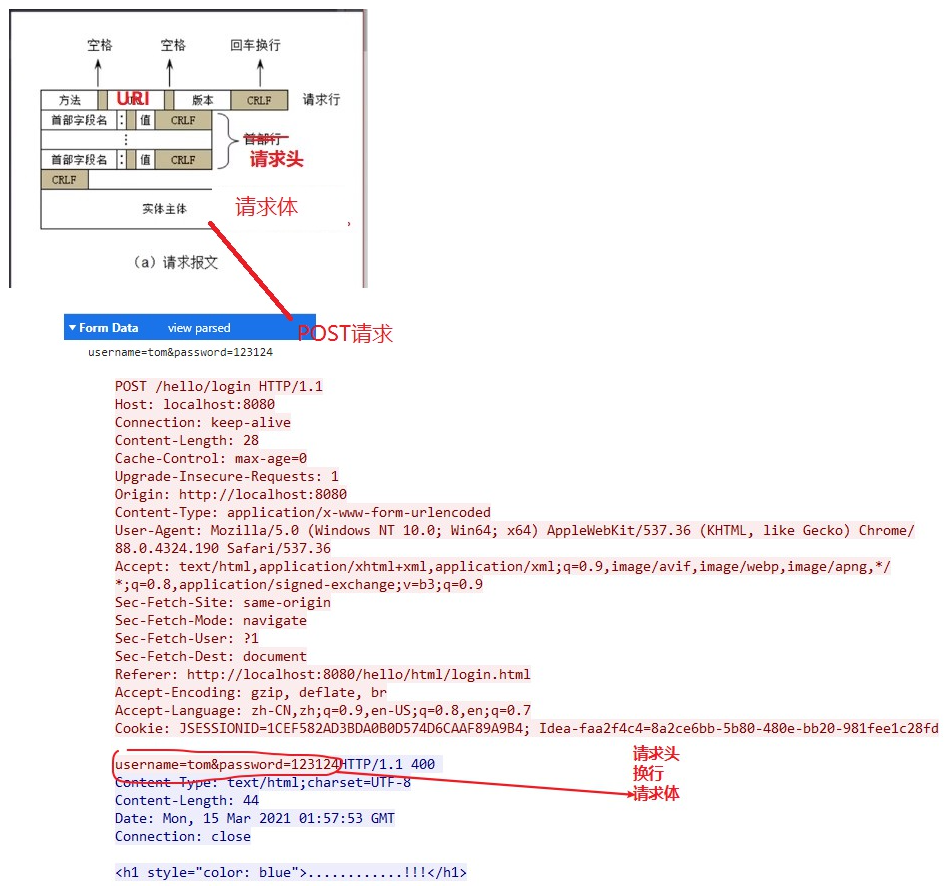 空格 空格 回车换行
方法 URI 版本 CRLF 请求行
首部字段名 : 值 CRLF
首部行
首部字段名 : 值 CRLF
请求头
CRLF
实体主体 请求体
(a) 请求报文
Form Data view parsed
POST请求
username=tom&password=123124
POST /hello/login HTTP/1.1
Host: localhost:8080
Connection: keep-alive
Content-Length: 28
Cache-Control: max-age=0
Upgrade-Insecure-Requests: 1
Origin: http://localhost:8080
Content-Type: application/x-www-form-urlencoded
User-Agent: Mozilla/5.0 (Windows NT 10.0; Win64; x64) AppleWebKit/537.36 (KHTML, like Gecko) Chrome/
88.0.4324.190 Safari/537.36
Accept: text/html,application/xhtml+xml,application/xml;q=0.9,image/avif,image/webp,image/apng,*/
*;q=0.8,application/signed-exchange;v=b3;q=0.9
Sec-Fetch-Site: same-origin
Sec-Fetch-Mode: navigate
Sec-Fetch-User: ?1
Sec-Fetch-Dest: document
Referer: http://localhost:8080/hello/html/login.html
Accept-Encoding: gzip, deflate, br
Accept-Language: zh-CN,zh;q=0.9,en-US;q=0.8,en;q=0.7
Cookie: JSESSIONID=1CEF582AD3BDA0B0D574D6CAAF89A9B4; Idea-faa2f4c4=8a2ce6bb-5b80-480e-bb20-981fee1c28fd
请求头
username=tom&password=123124HTTP/1.1 400
换行
Content-Type: text/html;charset=UTF-8
请求体
Content-Length: 44
Date: Mon, 15 Mar 2021 01:57:53 GMT
Connection: close
<h1 style="color: blue">............!!!</h1>